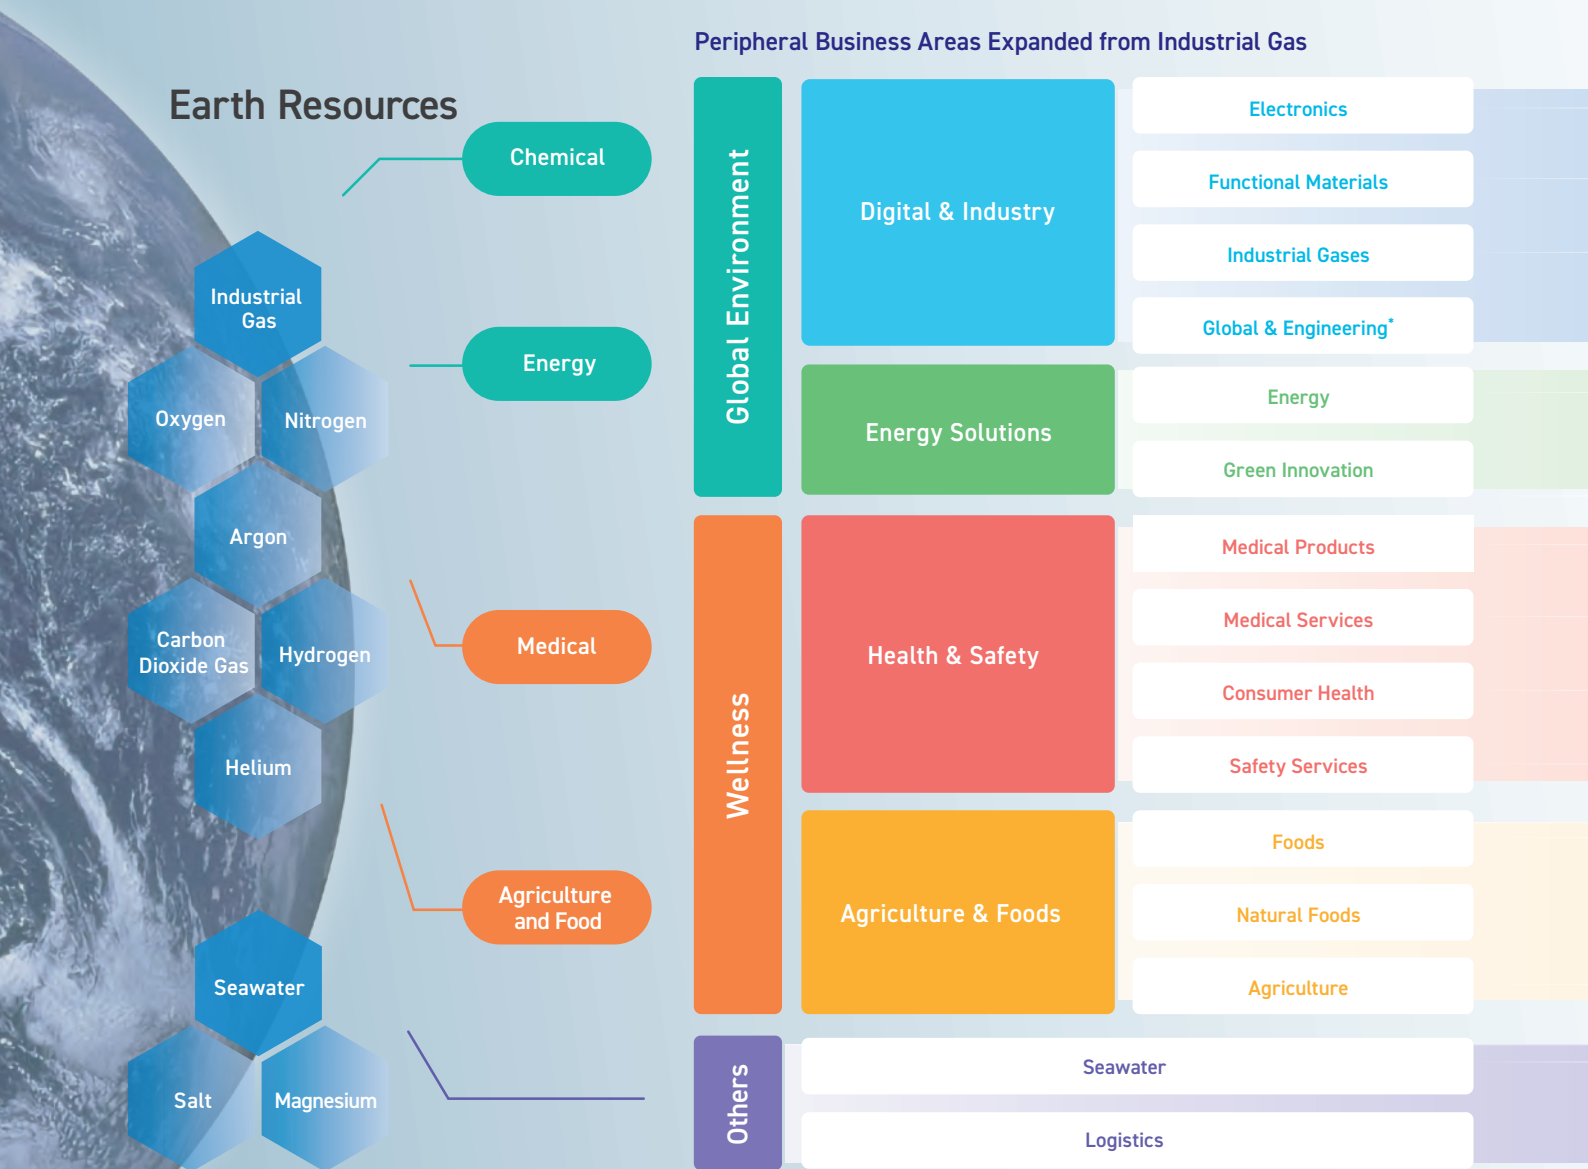 Peripheral Business Areas Expanded from Industrial Gas
Earth Resources
Chemical
Energy
Medical
Agriculture
and Food
Industrial
Gas
Oxygen
Nitrogen
Argon
Carbon
Dioxide Gas
Hydrogen
Helium
Seawater
Salt
Magnesium
Global Environment
Digital & Industry
Electronics
Functional Materials
Industrial Gases
Global & Engineering*
Energy Solutions
Energy
Green Innovation
Wellness
Health & Safety
Medical Products
Medical Services
Consumer Health
Safety Services
Agriculture & Foods
Foods
Natural Foods
Agriculture
Others
Seawater
Logistics